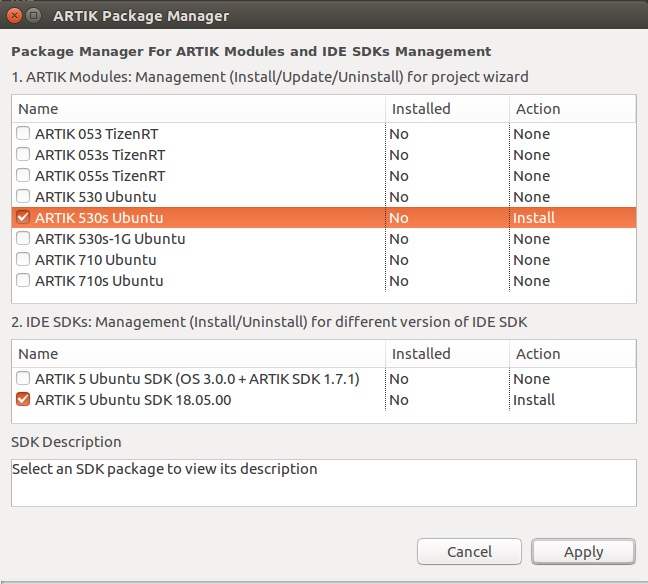 ARTIK Package Manager
Package Manager For ARTIK Modules and IDE SDKs Management
1. ARTIK Modules: Management (Install/Update/Uninstall) for project wizard
Name Installed Action
ARTIK 053 TizenRT No None
ARTIK 053s TizenRT No None
ARTIK 055s TizenRT No None
ARTIK 530 Ubuntu No None
ARTIK 530s Ubuntu No Install
ARTIK 530s-1G Ubuntu No None
ARTIK 710 Ubuntu No None
ARTIK 710s Ubuntu No None
2. IDE SDKs: Management (Install/Uninstall) for different version of IDE SDK
Name Installed Action
ARTIK 5 Ubuntu SDK (OS 3.0.0 + ARTIK SDK 1.7.1) No None
ARTIK 5 Ubuntu SDK 18.05.00 No Install
SDK Description
Select an SDK package to view its description
Cancel Apply